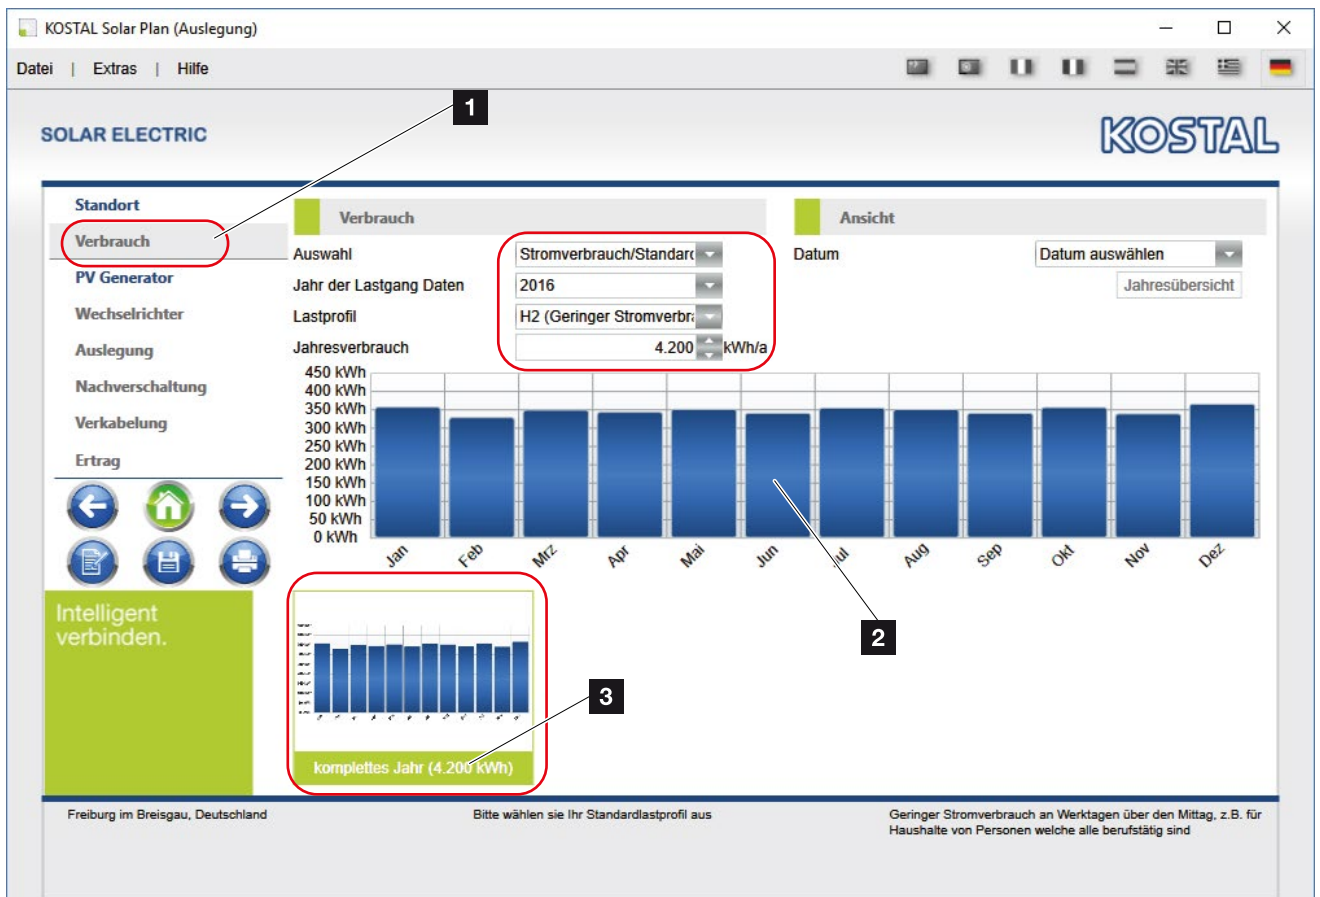 KOSTAL Solar Plan (Auslegung)
Datei | Extras | Hilfe
1
SOLAR ELECTRIC
KOSTAL
Standort
Verbrauch
PV Generator
Wechselrichter
Auslegung
Nachverschaltung
Verkabelung
Ertrag
Intelligent
verbinden.
Verbrauch
Auswahl Stromverbrauch/Standard
Jahr der Lastgang Daten 2016
Lastprofil H2 (Geringer Stromverbra
Jahresverbrauch 4.200 kWh/a
Ansicht
Datum Datum auswählen
Jahresübersicht
450 kWh
400 kWh
350 kWh
300 kWh
250 kWh
200 kWh
150 kWh
100 kWh
50 kWh
0 kWh
Jan Feb Mrz Apr Mai Jun Jul Aug Sep Okt Nov Dez
2
3
komplettes Jahr (4.200 kWh)
Freiburg im Breisgau, Deutschland
Bitte wählen sie Ihr Standardlastprofil aus
Geringer Stromverbrauch an Werktagen über den Mittag, z.B. für
Haushalte von Personen welche alle berufstätig sind